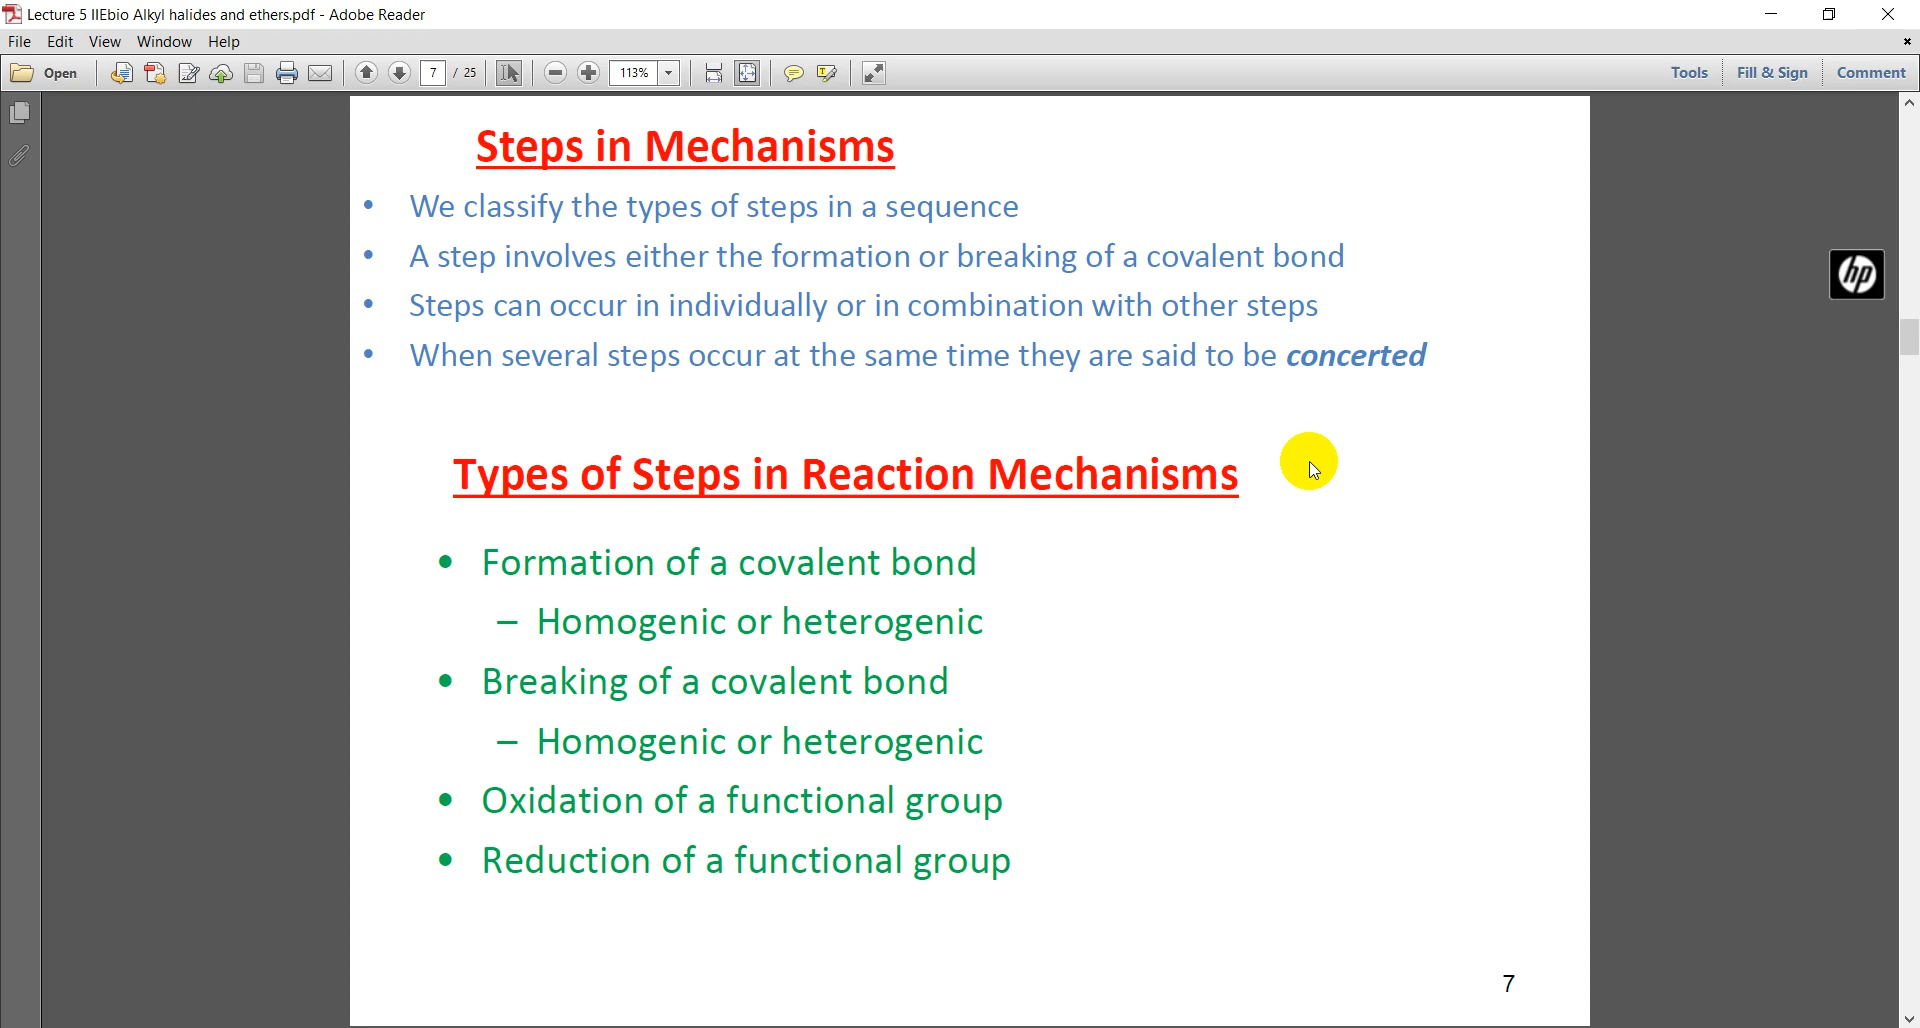 Lecture 5 IIEbio Alkyl halides and ethers.pdf - Adobe Reader
File Edit View Window Help
Open 7 / 25 113% Tools Fill & Sign Comment
Steps in Mechanisms
• We classify the types of steps in a sequence
• A step involves either the formation or breaking of a covalent bond
• Steps can occur in individually or in combination with other steps
• When several steps occur at the same time they are said to be concerted
hp
Types of Steps in Reaction Mechanisms
• Formation of a covalent bond
– Homogenic or heterogenic
• Breaking of a covalent bond
– Homogenic or heterogenic
• Oxidation of a functional group
• Reduction of a functional group
7